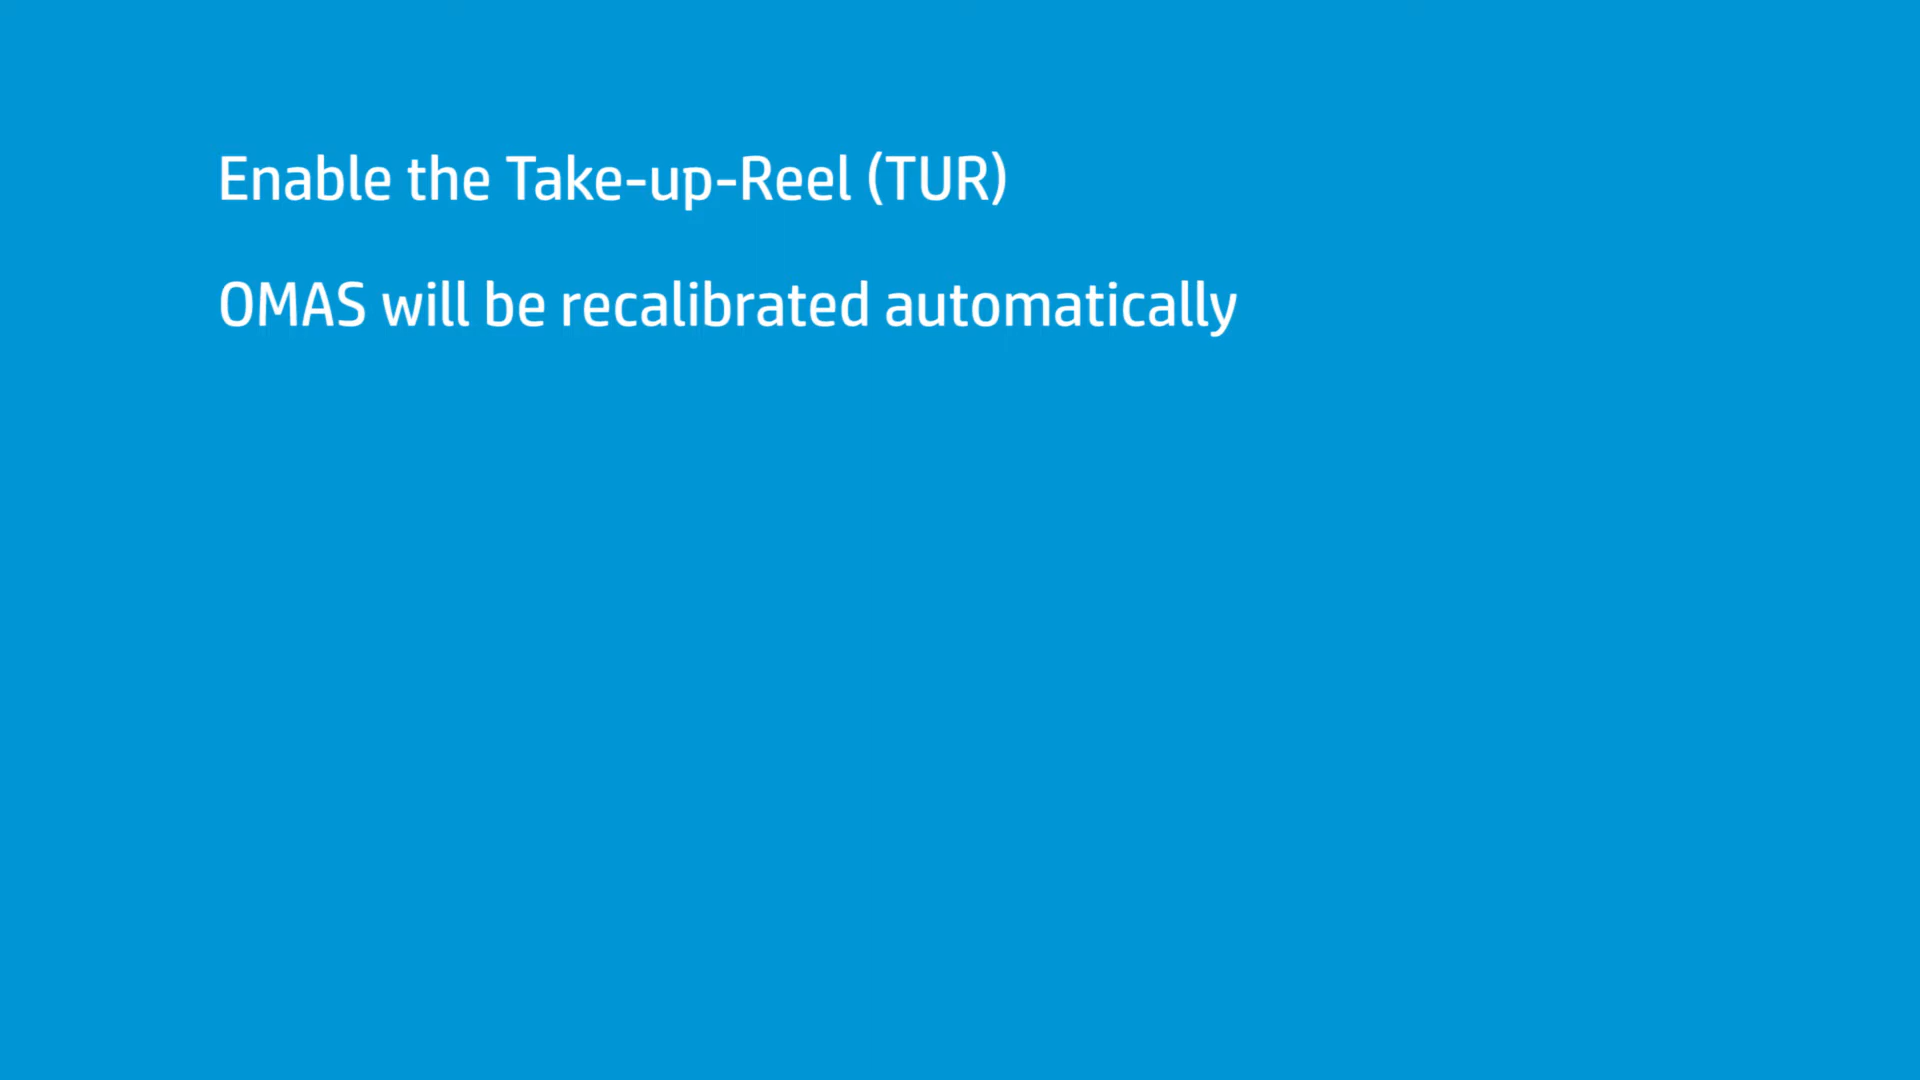 Enable the Take-up-Reel (TUR)
OMAS will be recalibrated automatically